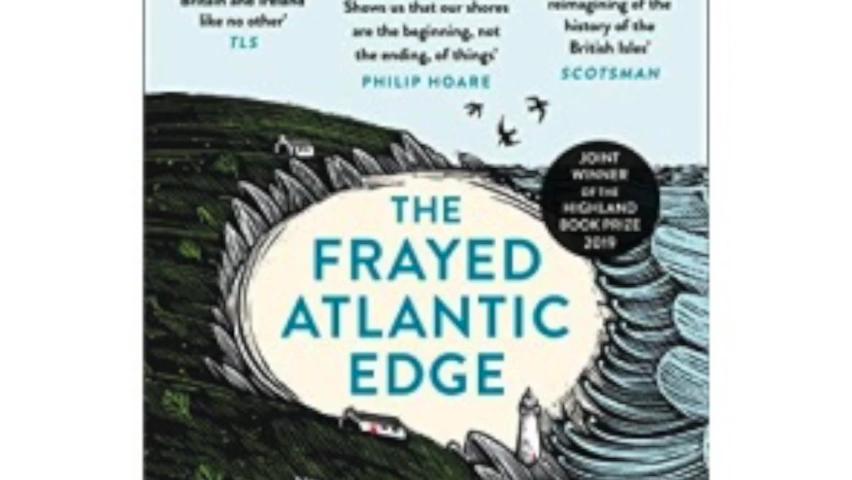 Britain and Ireland
like no other'
TLS
Shows us that our shores
are the beginning, not
the ending, of things'
PHILIP HOARE
reimagining of the
history of the
British Isles'
SCOTSMAN
JOINT
WINNER
OF THE
HIGHLAND
BOOK PRIZE
2019
THE
FRAYED
ATLANTIC
EDGE